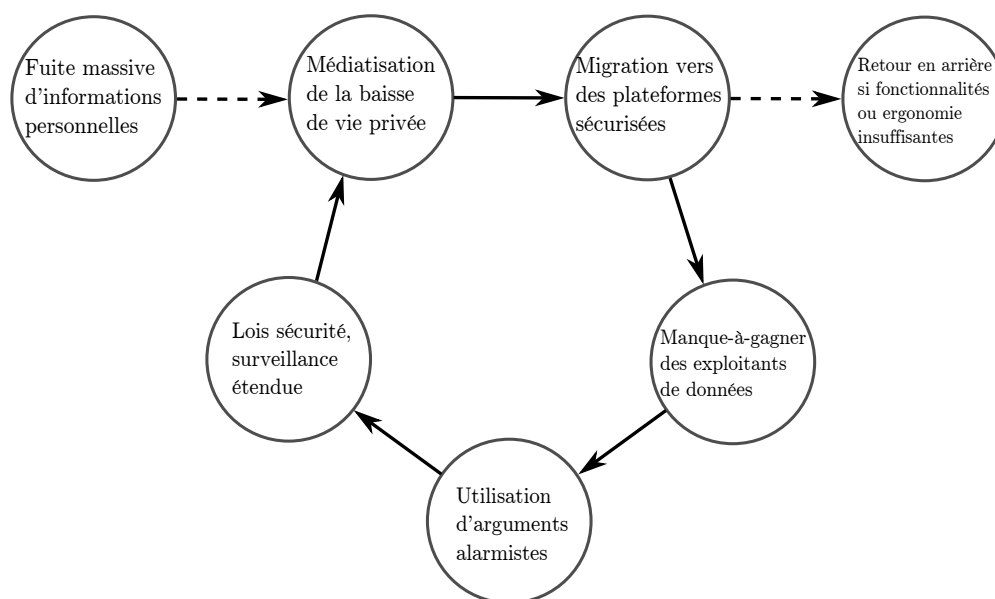 Fuite massive
d'informations
personnelles
Médiatisation
de la baisse
de vie privée
Migration vers
des plateformes
sécurisées
Retour en arrière
si fonctionnalités
ou ergonomie
insuffisantes
Lois sécurité,
surveillance
étendue
Manque-à-gagner
des exploitants
de données
Utilisation
d'arguments
alarmistes